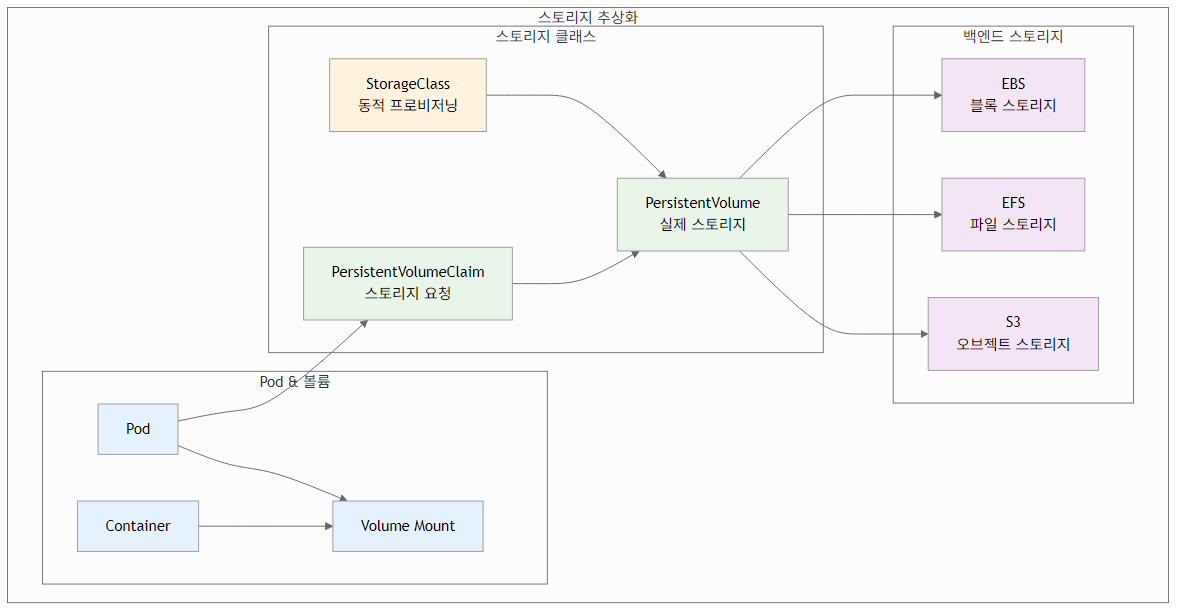 스토리지 추상화
스토리지 클래스
StorageClass
동적 프로비저닝
PersistentVolume
실제 스토리지
PersistentVolumeClaim
스토리지 요청
백엔드 스토리지
EBS
블록 스토리지
EFS
파일 스토리지
S3
오브젝트 스토리지
Pod & 볼륨
Pod
Container
Volume Mount